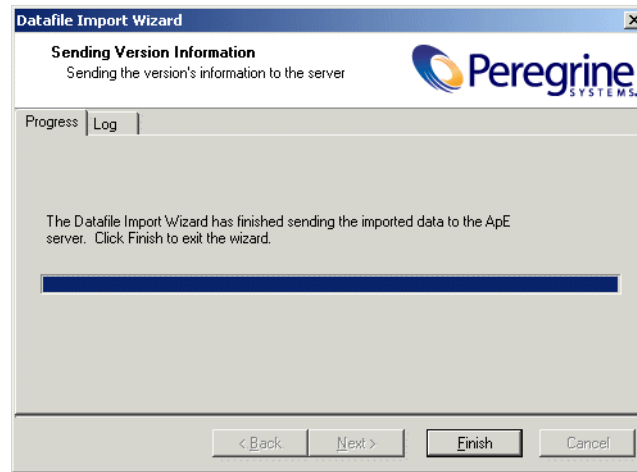 Datafile Import Wizard
Sending Version Information
Sending the version's information to the server
Peregrine
SYSTEMS
Progress
Log
The Datafile Import Wizard has finished sending the imported data to the ApE
server. Click Finish to exit the wizard.
< Back
Next >
Finish
Cancel